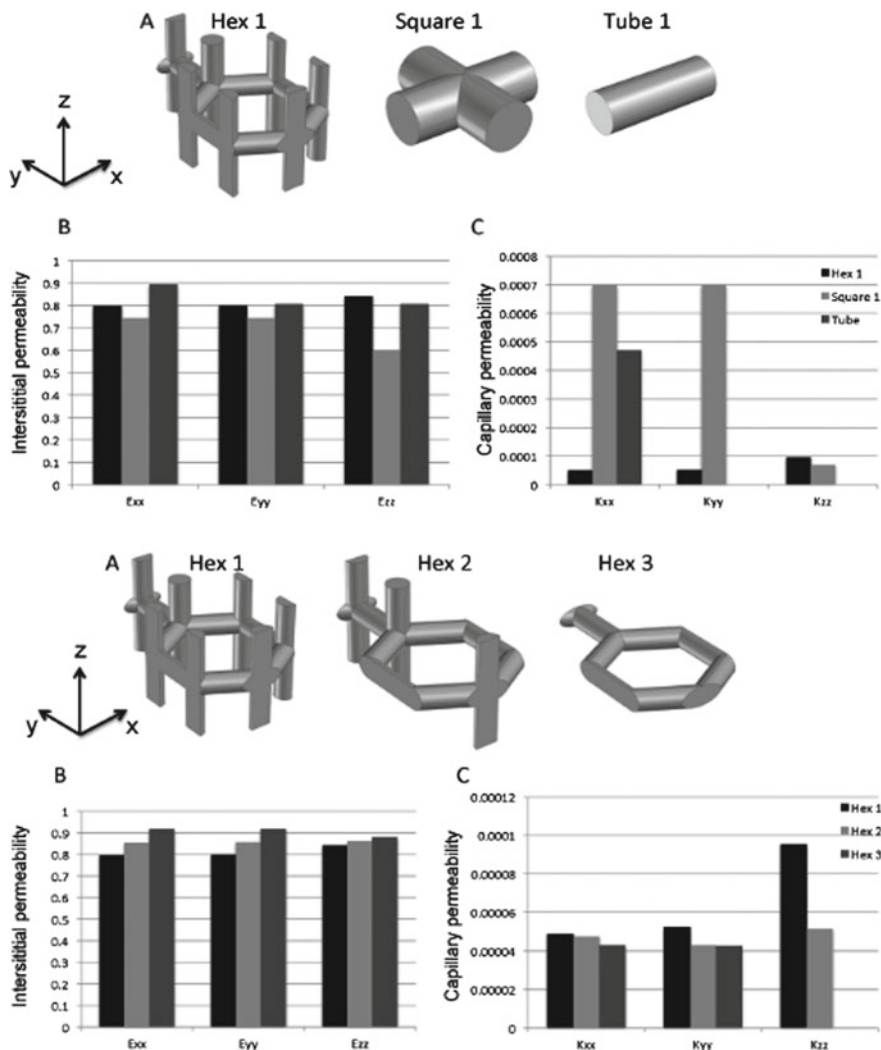 A Hex 1 Square 1 Tube 1
z
y x
B
Intersititial permeability
1
0.9
0.8
0.7
0.6
0.5
0.4
0.3
0.2
0.1
0
Exx Eyy Ezz
C
Capillary permeability
0.0008
0.0007
0.0006
0.0005
0.0004
0.0003
0.0002
0.0001
0
Kxx Kyy Kzz
Hex 1
Square 1
Tube
A Hex 1 Hex 2 Hex 3
z
y x
B
Intersititial permeability
1
0.9
0.8
0.7
0.6
0.5
0.4
0.3
0.2
0.1
0
Exx Eyy Ezz
C
Capillary permeability
0.00012
0.0001
0.00008
0.00006
0.00004
0.00002
0
Kxx Kyy Kzz
Hex 1
Hex 2
Hex 3